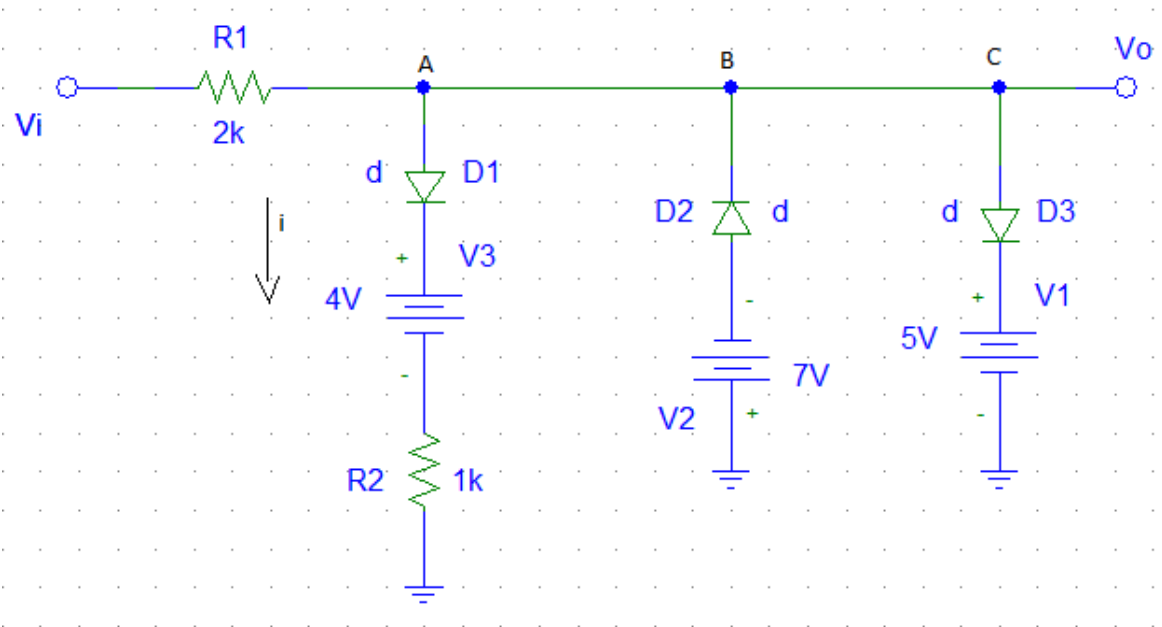 R1
A
B
C
Vo
Vi
2k
d
D1
D2
d
d
D3
i
+
V3
4V
-
+
V1
5V
7V
-
V2
+
-
R2
1k